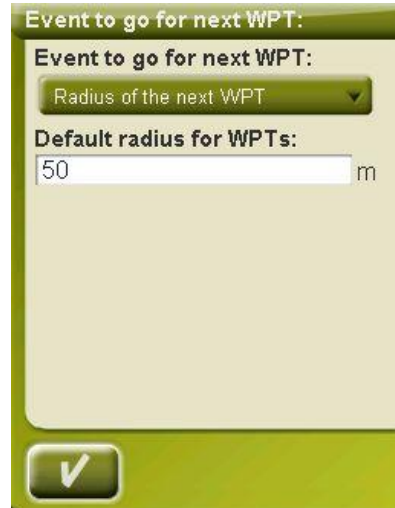 Event to go for next WPT:
Event to go for next WPT:
Radius of the next WPT
Default radius for WPTs:
50 m